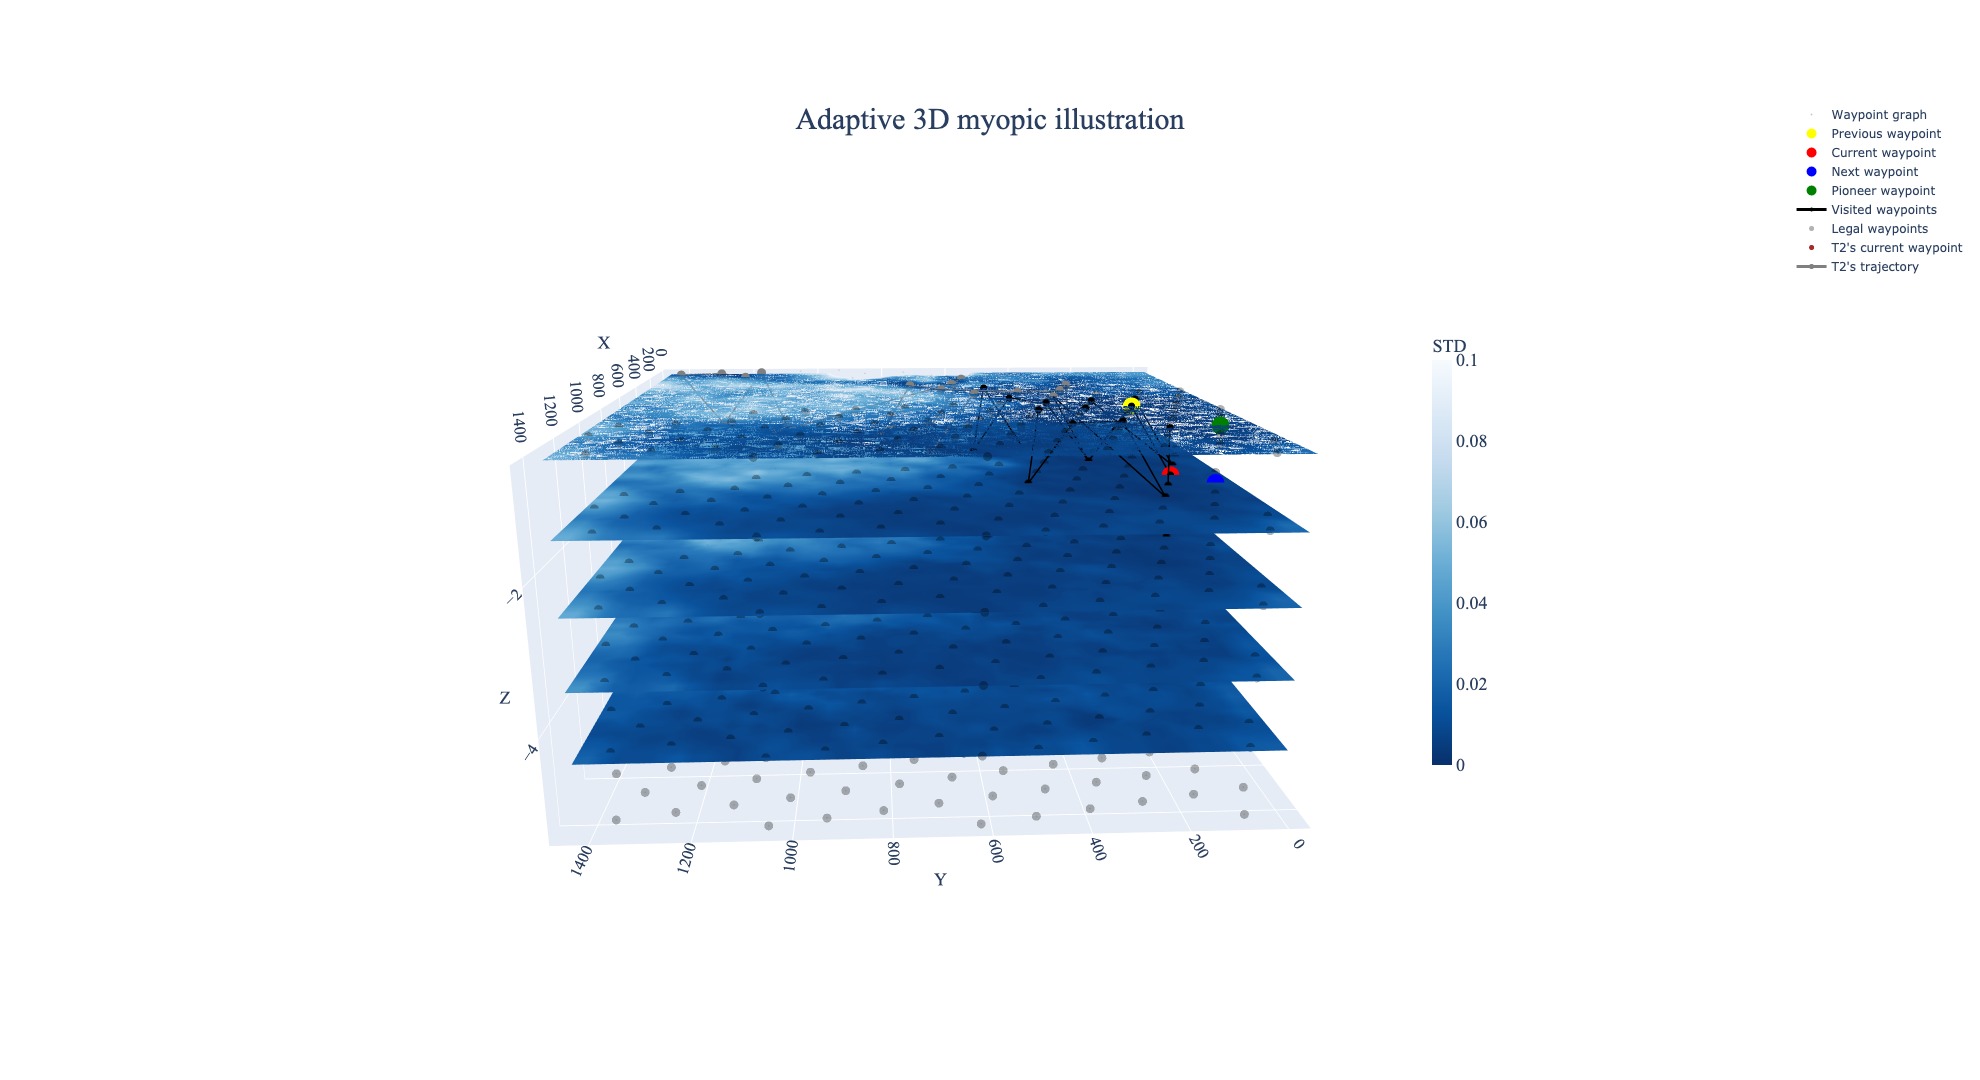 Adaptive 3D myopic illustration
Waypoint graph
Previous waypoint
Current waypoint
Next waypoint
Pioneer waypoint
Visited waypoints
Legal waypoints
T2's current waypoint
T2's trajectory
X
0
200
400
600
800
1000
1200
1400
STD
0.1
0.08
0.06
0.04
0.02
0
−2
Z
−4
1400
1200
1000
800
600
400
200
0
Y